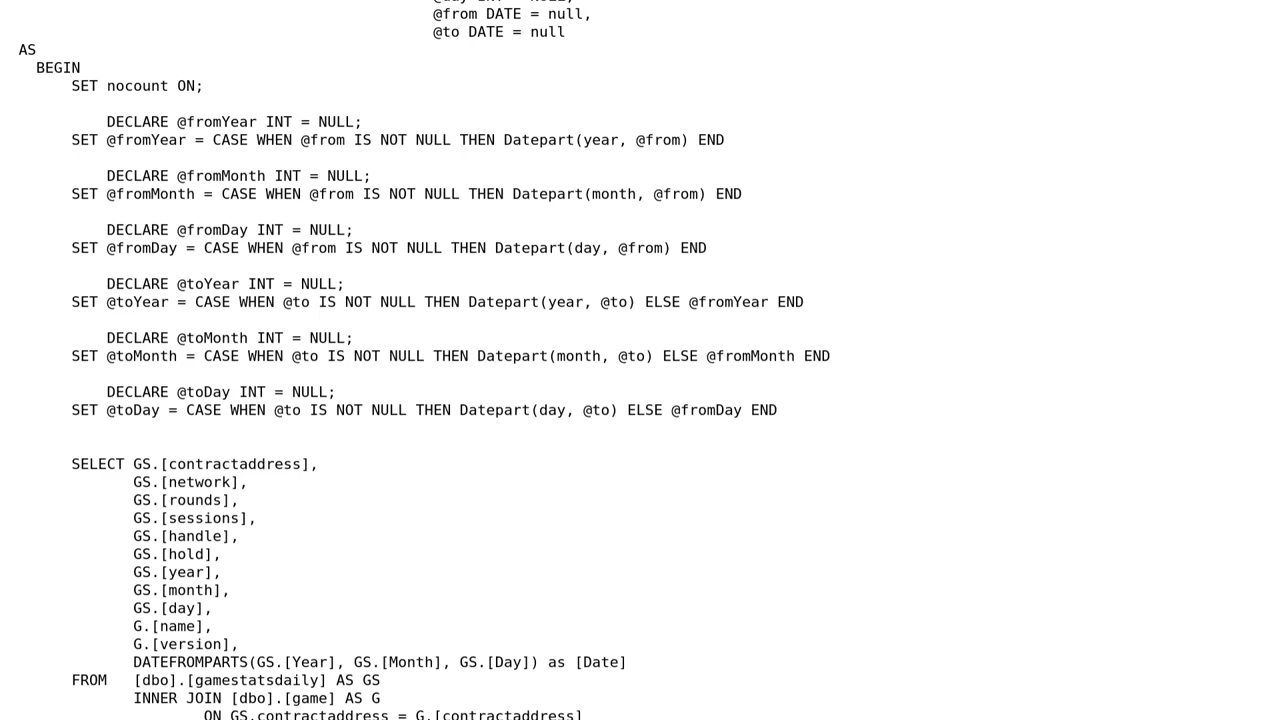 @from DATE = null,
@to DATE = null
AS
BEGIN
SET nocount ON;
DECLARE @fromYear INT = NULL;
SET @fromYear = CASE WHEN @from IS NOT NULL THEN Datepart(year, @from) END
DECLARE @fromMonth INT = NULL;
SET @fromMonth = CASE WHEN @from IS NOT NULL THEN Datepart(month, @from) END
DECLARE @fromDay INT = NULL;
SET @fromDay = CASE WHEN @from IS NOT NULL THEN Datepart(day, @from) END
DECLARE @toYear INT = NULL;
SET @toYear = CASE WHEN @to IS NOT NULL THEN Datepart(year, @to) ELSE @fromYear END
DECLARE @toMonth INT = NULL;
SET @toMonth = CASE WHEN @to IS NOT NULL THEN Datepart(month, @to) ELSE @fromMonth END
DECLARE @toDay INT = NULL;
SET @toDay = CASE WHEN @to IS NOT NULL THEN Datepart(day, @to) ELSE @fromDay END
SELECT GS.[contractaddress],
GS.[network],
GS.[rounds],
GS.[sessions],
GS.[handle],
GS.[hold],
GS.[year],
GS.[month],
GS.[day],
G.[name],
G.[version],
DATEFROMPARTS(GS.[Year], GS.[Month], GS.[Day]) as [Date]
FROM [dbo].[gamestatsdaily] AS GS
INNER JOIN [dbo].[game] AS G
ON GS.contractaddress = G.[contractaddress]